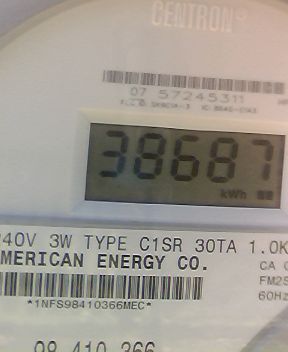 CENTRON®
07 57245311
38687
kWh
240V 3W TYPE C1SR 30TA 1.0K
AMERICAN ENERGY CO.
CA 0
FM2S
60Hz
*1NFS98410366MEC*
98 410 366